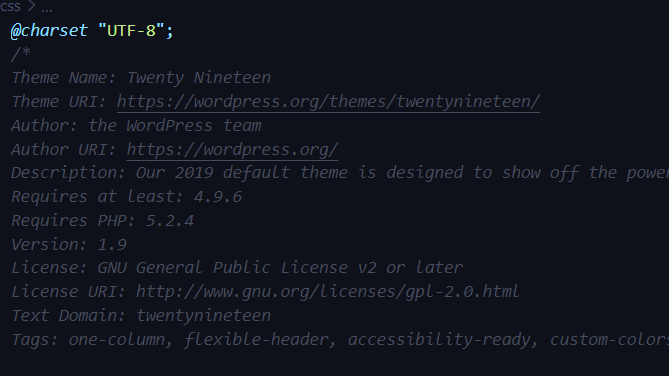 css > ...
@charset "UTF-8";
/*
Theme Name: Twenty Nineteen
Theme URI: https://wordpress.org/themes/twentynineteen/
Author: the WordPress team
Author URI: https://wordpress.org/
Description: Our 2019 default theme is designed to show off the power
Requires at least: 4.9.6
Requires PHP: 5.2.4
Version: 1.9
License: GNU General Public License v2 or later
License URI: http://www.gnu.org/licenses/gpl-2.0.html
Text Domain: twentynineteen
Tags: one-column, flexible-header, accessibility-ready, custom-colors